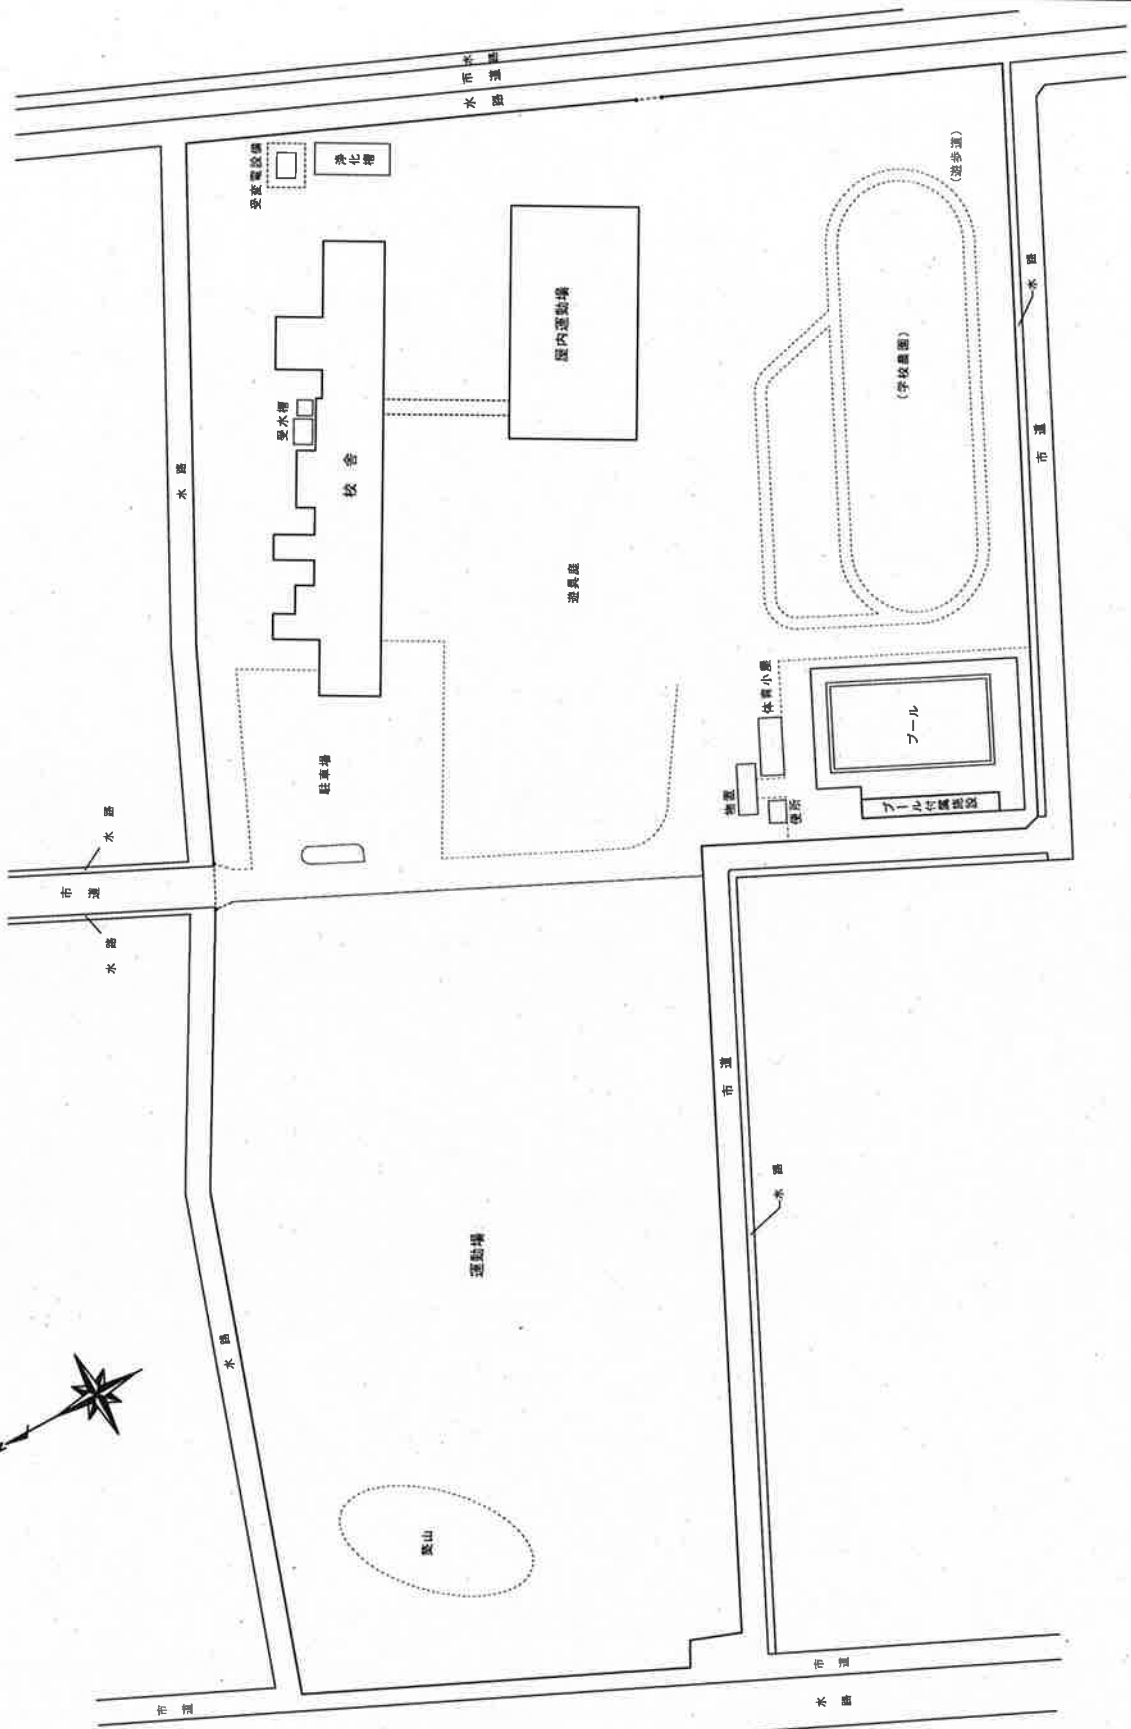 水路
市道
水路
受変電設備
浄化槽
(遊歩道)
水路
屋内運動場
(学校農園)
受水槽
校舎
水路
市道
遊具庭
体育小屋
プール
駐車場
物置
便所
プール付属施設
水路
市道
水路
市道
水路
運動場
水路
N
築山
市道
市道
水路